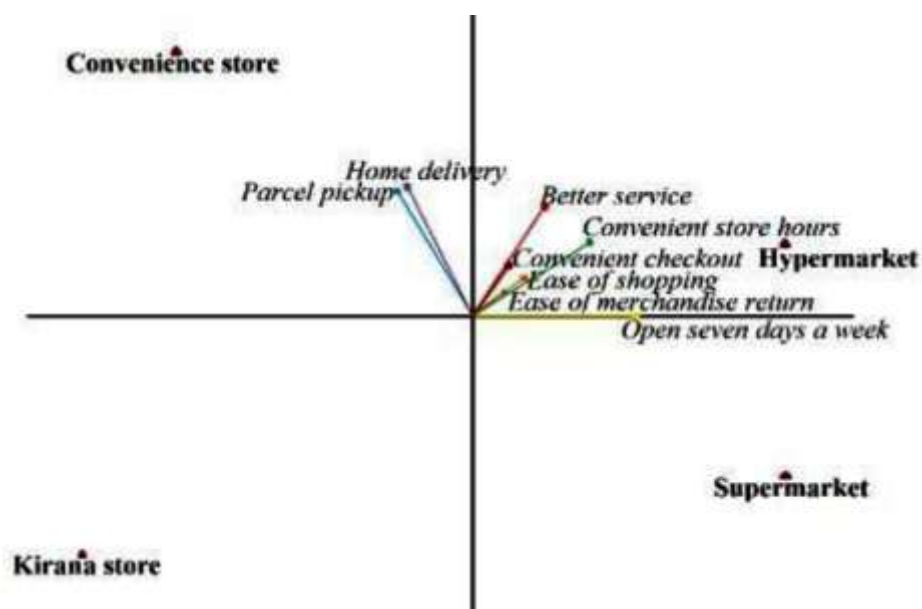 Convenience store
Home delivery
Parcel pickup
Better service
Convenient store hours
Convenient checkout
Hypermarket
Ease of shopping
Ease of merchandise return
Open seven days a week
Supermarket
Kirana store